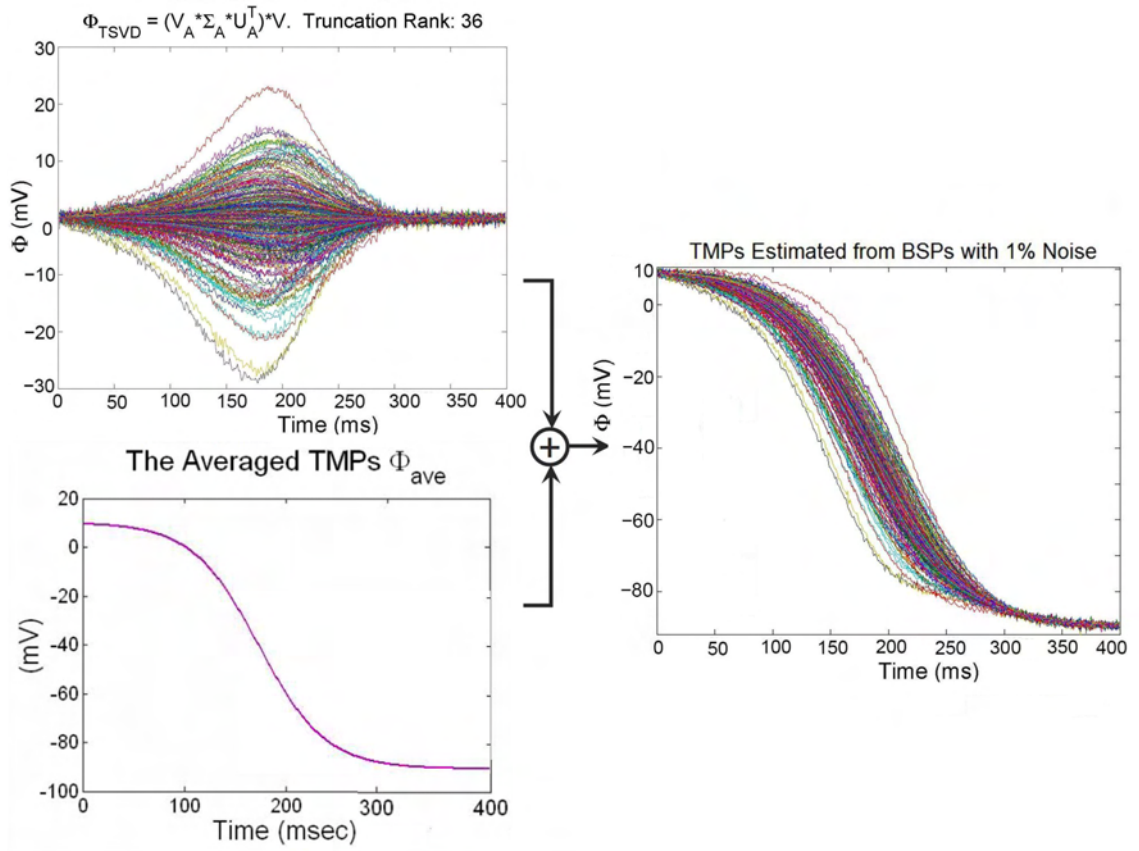 Φ_TSVD = (V_A*Σ_A*U_A^T)*V. Truncation Rank: 36
30
20
10
0
−10
−20
−30
Φ (mV)
0 50 100 150 200 250 300 350 400
Time (ms)
The Averaged TMPs Φ_ave
20
0
-20
-40
-60
-80
-100
(mV)
0 100 200 300 400
Time (msec)
+
TMPs Estimated from BSPs with 1% Noise
10
0
−20
−40
−60
−80
Φ (mV)
0 50 100 150 200 250 300 350 400
Time (ms)